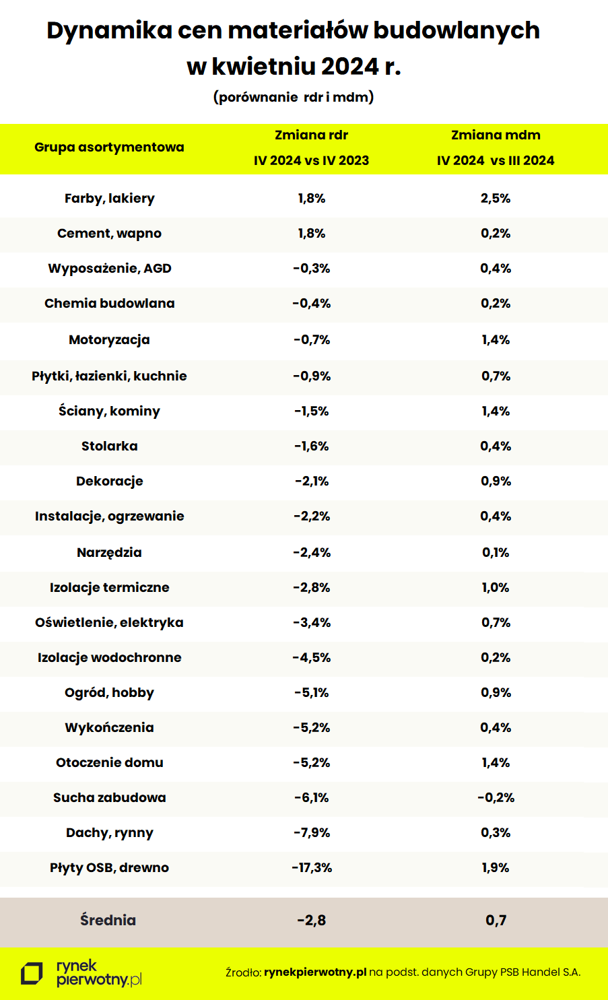 Dynamika cen materiałów budowlanych
w kwietniu 2024 r.
(porównanie rdr i mdm)
Grupa asortymentowa Zmiana rdr IV 2024 vs IV 2023 Zmiana mdm IV 2024 vs III 2024
Farby, lakiery 1,8% 2,5%
Cement, wapno 1,8% 0,2%
Wyposażenie, AGD -0,3% 0,4%
Chemia budowlana -0,4% 0,2%
Motoryzacja -0,7% 1,4%
Płytki, łazienki, kuchnie -0,9% 0,7%
Ściany, kominy -1,5% 1,4%
Stolarka -1,6% 0,4%
Dekoracje -2,1% 0,9%
Instalacje, ogrzewanie -2,2% 0,4%
Narzędzia -2,4% 0,1%
Izolacje termiczne -2,8% 1,0%
Oświetlenie, elektryka -3,4% 0,7%
Izolacje wodochronne -4,5% 0,2%
Ogród, hobby -5,1% 0,9%
Wykończenia -5,2% 0,4%
Otoczenie domu -5,2% 1,4%
Sucha zabudowa -6,1% -0,2%
Dachy, rynny -7,9% 0,3%
Płyty OSB, drewno -17,3% 1,9%
Średnia -2,8 0,7
rynek
pierwotny.pl
Źrodło: rynekpierwotny.pl na podst. danych Grupy PSB Handel S.A.